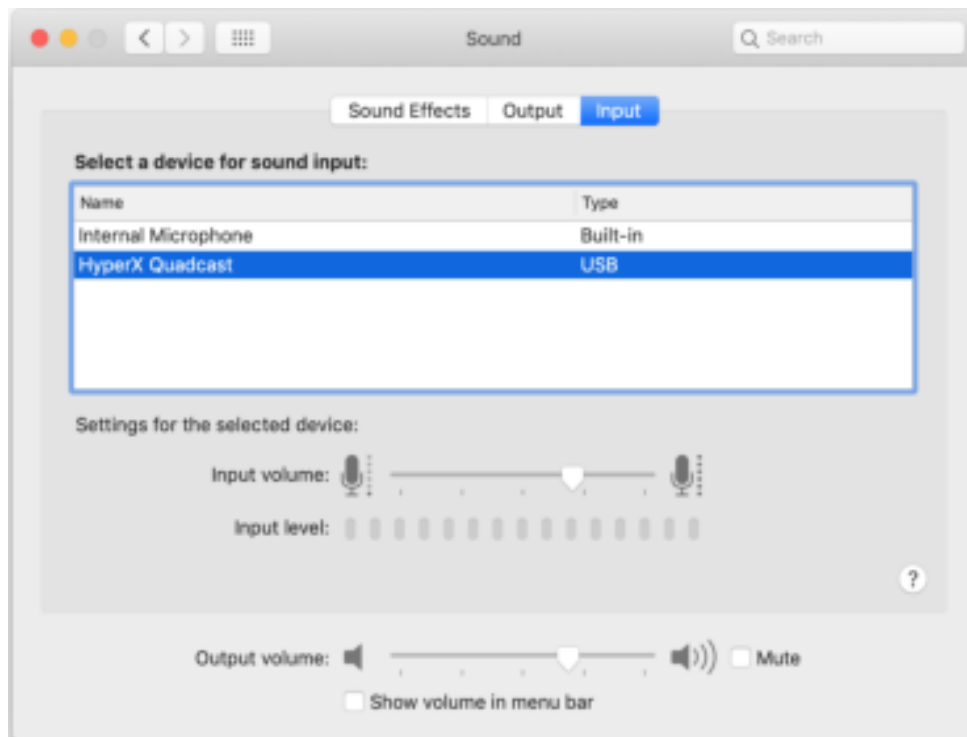 Sound
Search
Sound Effects Output Input
Select a device for sound input:
Name Type
Internal Microphone Built-in
HyperX Quadcast USB
Settings for the selected device:
Input volume:
Input level:
?
Output volume: Mute
Show volume in menu bar